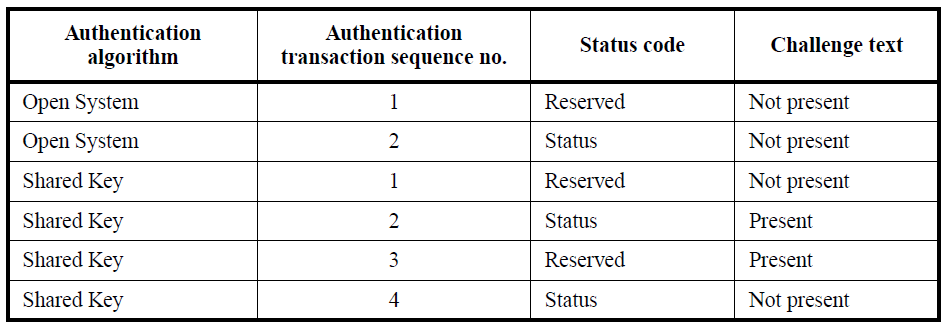 Authentication algorithm Authentication transaction sequence no. Status code Challenge text
Open System 1 Reserved Not present
Open System 2 Status Not present
Shared Key 1 Reserved Not present
Shared Key 2 Status Present
Shared Key 3 Reserved Present
Shared Key 4 Status Not present